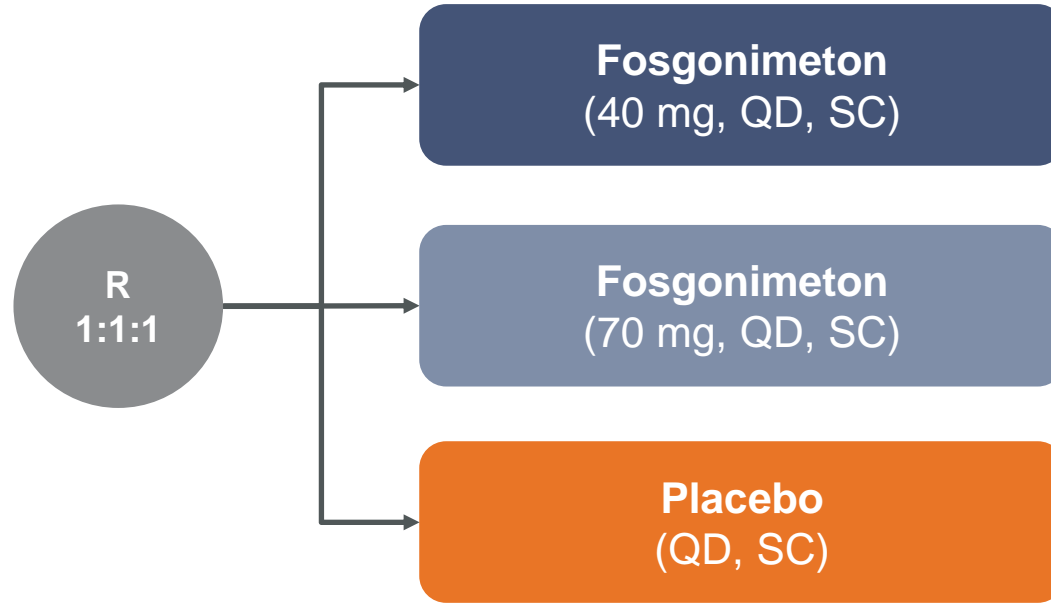 R
1:1:1
Fosgonimeton
(40 mg, QD, SC)
Fosgonimeton
(70 mg, QD, SC)
Placebo
(QD, SC)